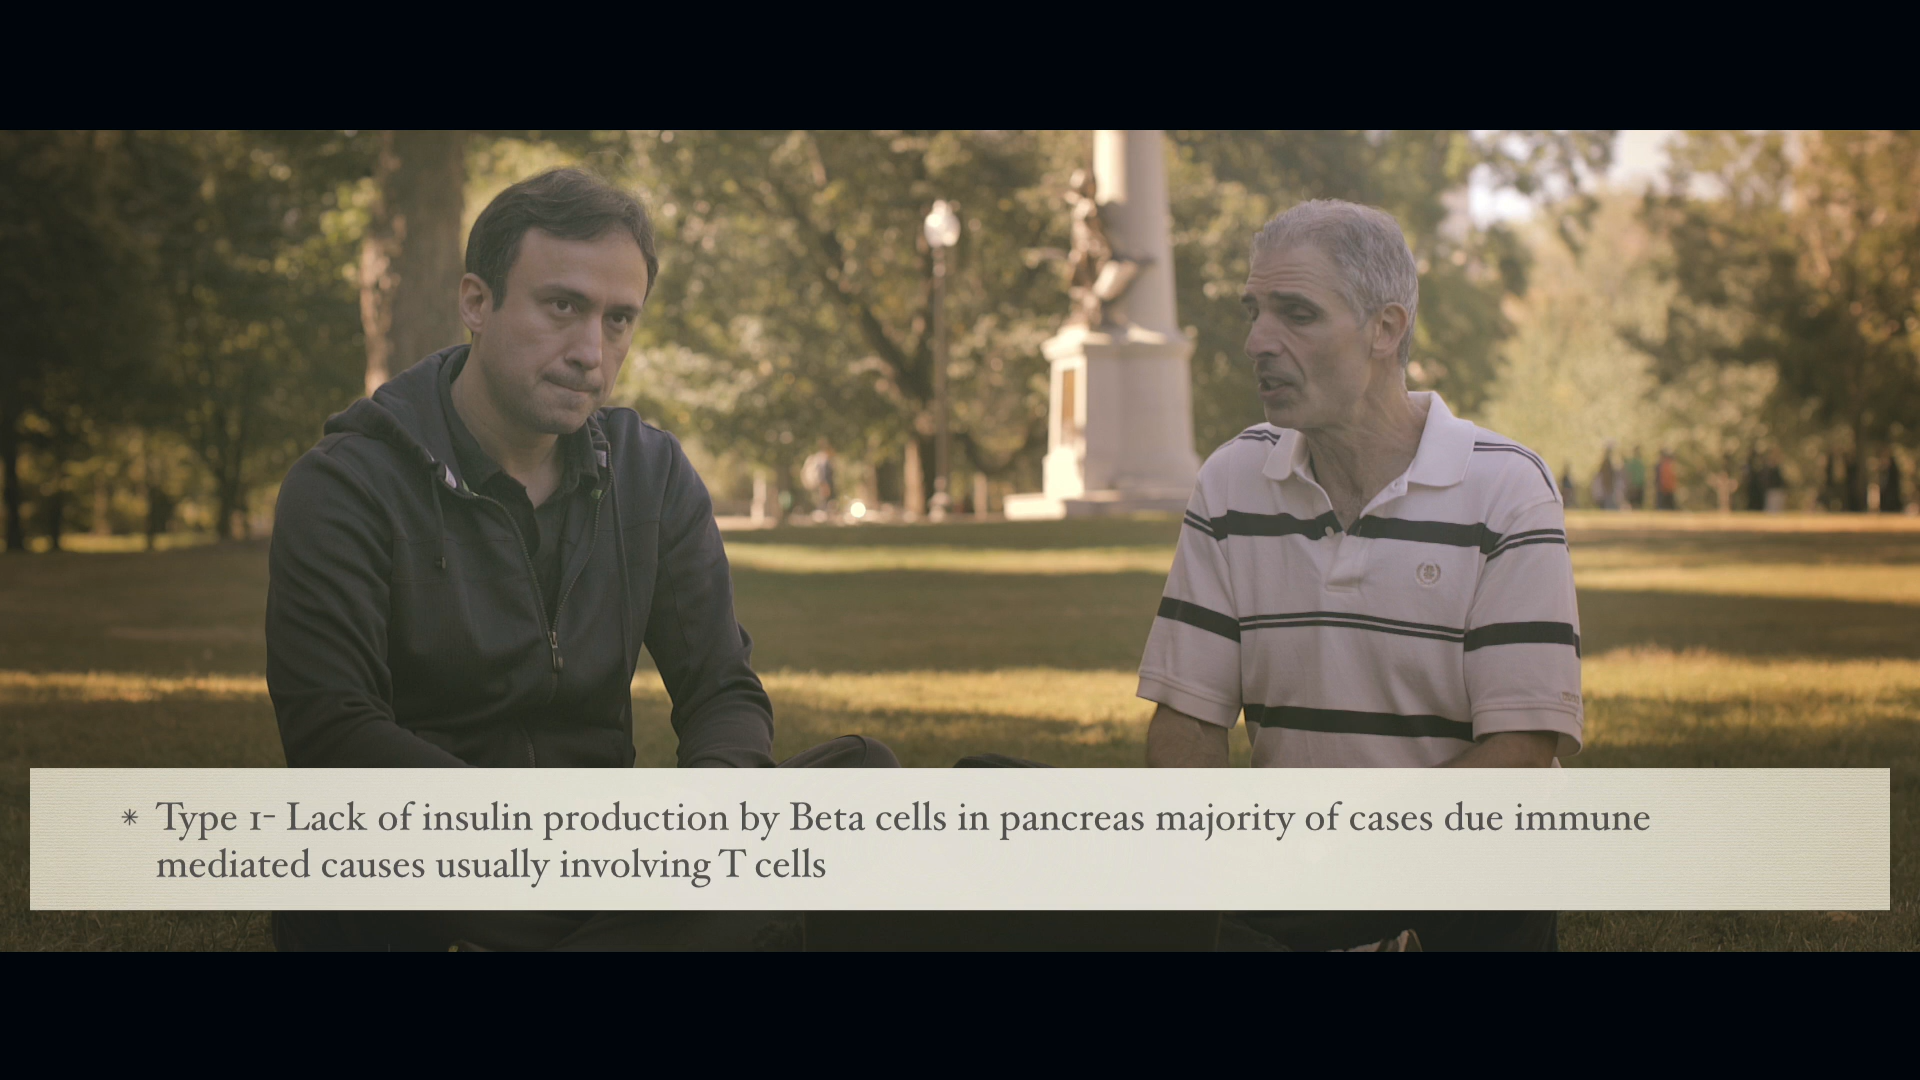 * Type 1- Lack of insulin production by Beta cells in pancreas majority of cases due immune
mediated causes usually involving T cells